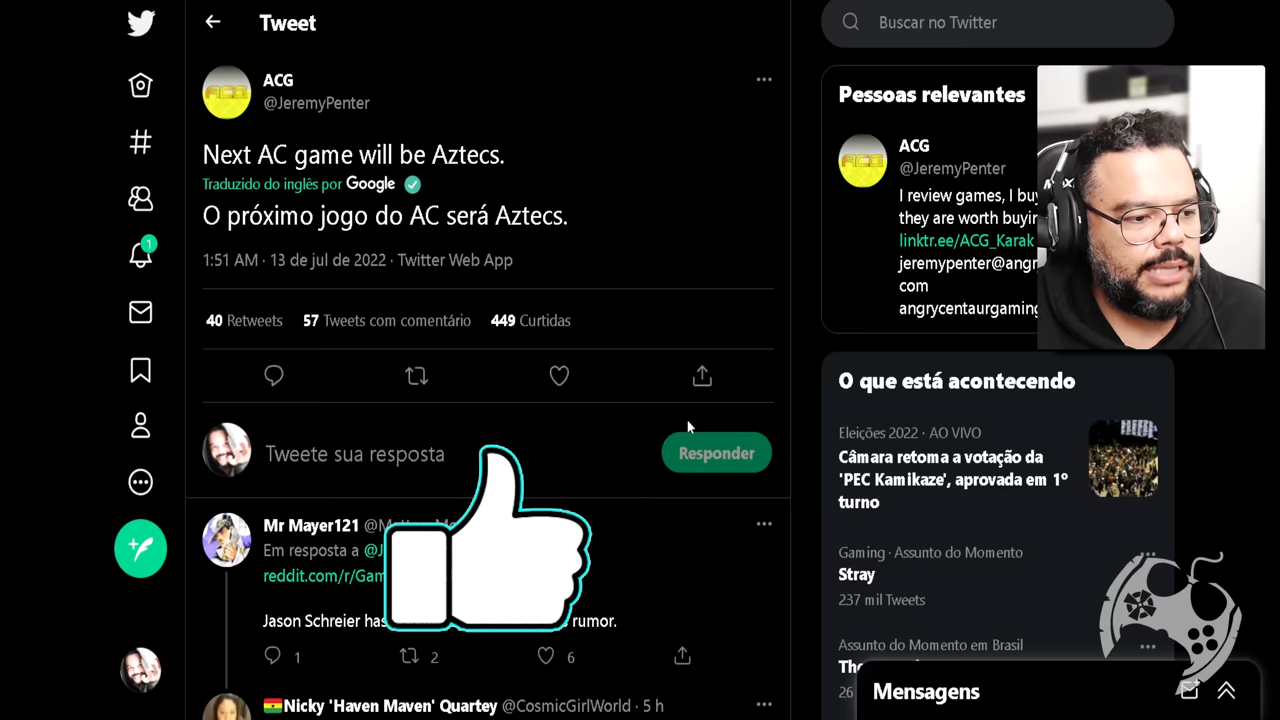 Tweet
ACG
@JeremyPenter
Next AC game will be Aztecs.
Traduzido do inglês por Google
O próximo jogo do AC será Aztecs.
1:51 AM · 13 de jul de 2022 · Twitter Web App
40 Retweets 57 Tweets com comentário 449 Curtidas
Tweete sua resposta
Responder
Mr Mayer121
Em resposta a
reddit.com/r/Gam
Jason Schreier has
rumor.
1 2 6
Nicky 'Haven Maven' Quartey @CosmicGirlWorld · 5 h
1
Buscar no Twitter
Pessoas relevantes
ACG
ACG
@JeremyPenter
I review games, I buy
they are worth
linktr.ee/ACG_Karak
O que está acontecendo
Eleições 2022 · AO VIVO
Câmara retoma a votação da
'PEC Kamikaze', aprovada em 1º
turno
Gaming · Assunto do Momento
Stray
237 mil Tweets
Assunto do Momento em Brasil
26
Mensagens